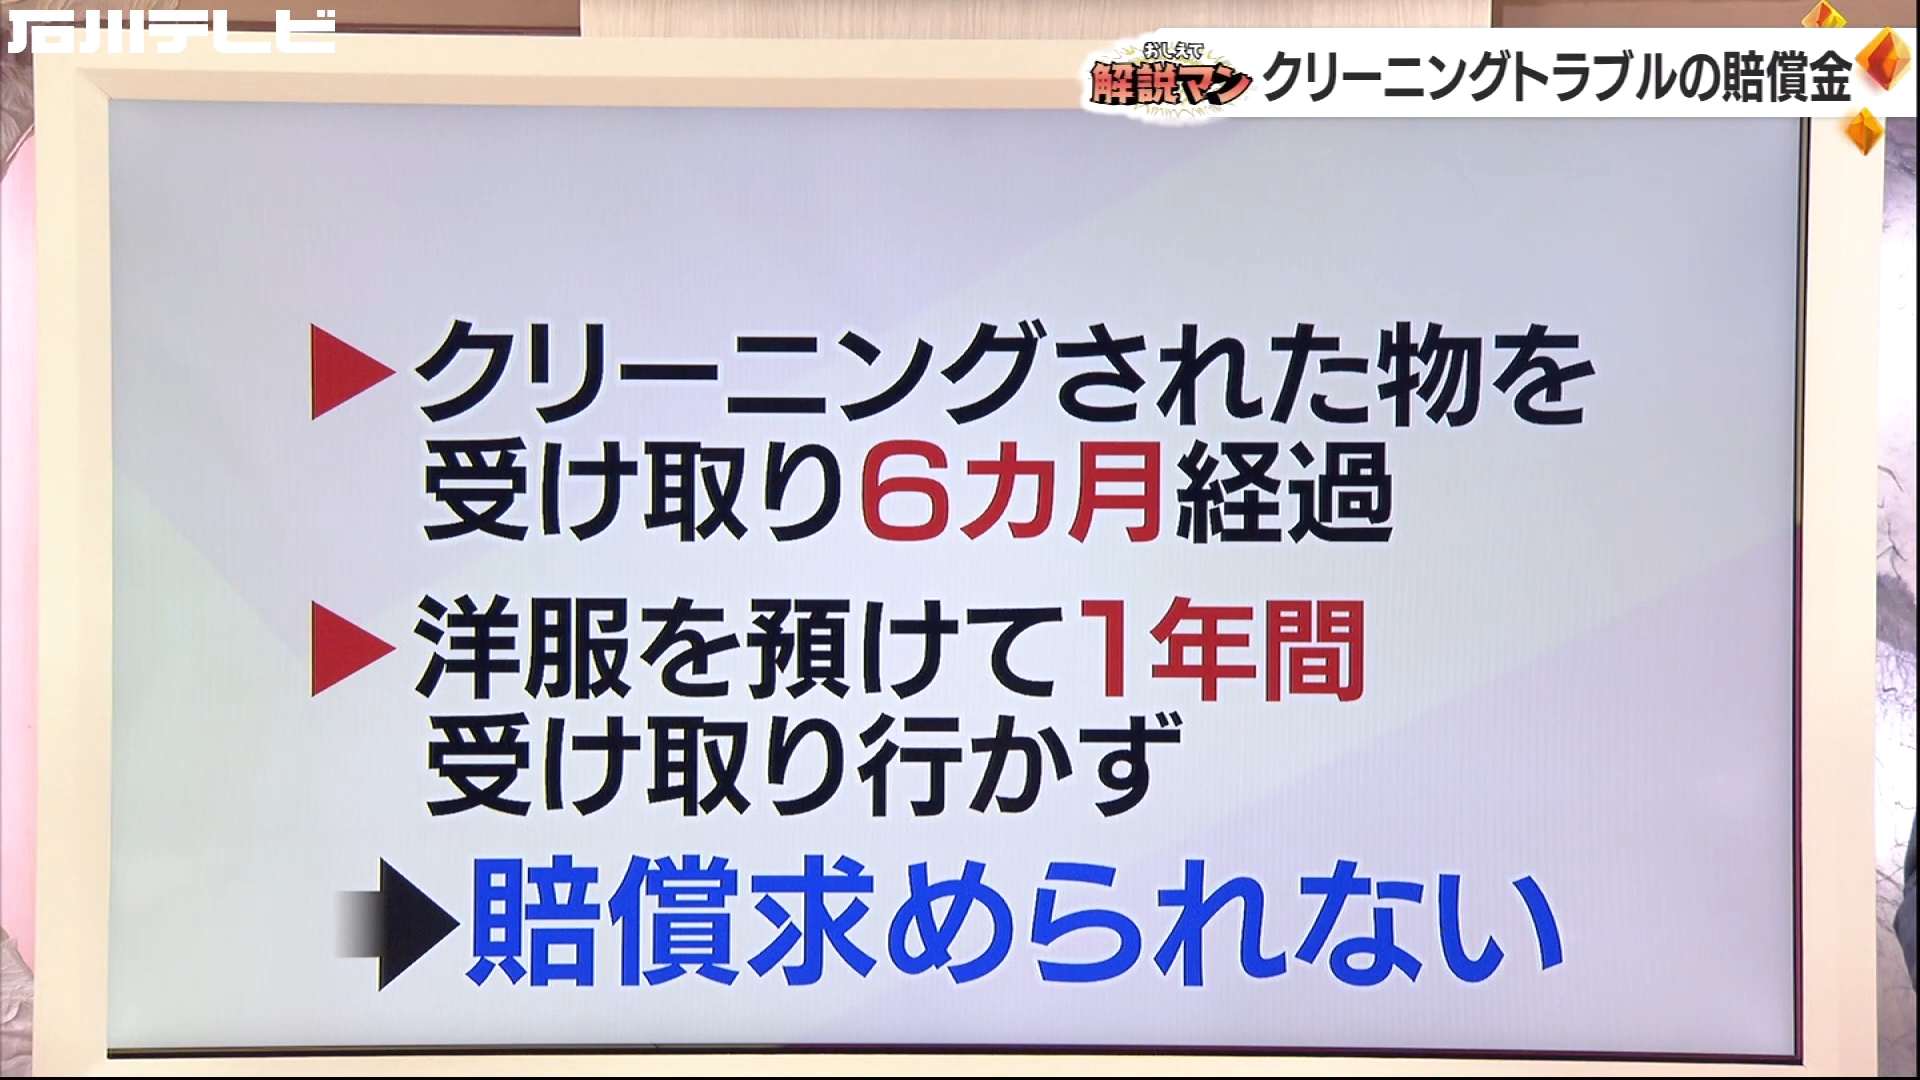 石川テレビ
おしえて
解説マン
クリーニングトラブルの賠償金
クリーニングされた物を
受け取り6カ月経過
洋服を預けて1年間
受け取り行かず
賠償求められない